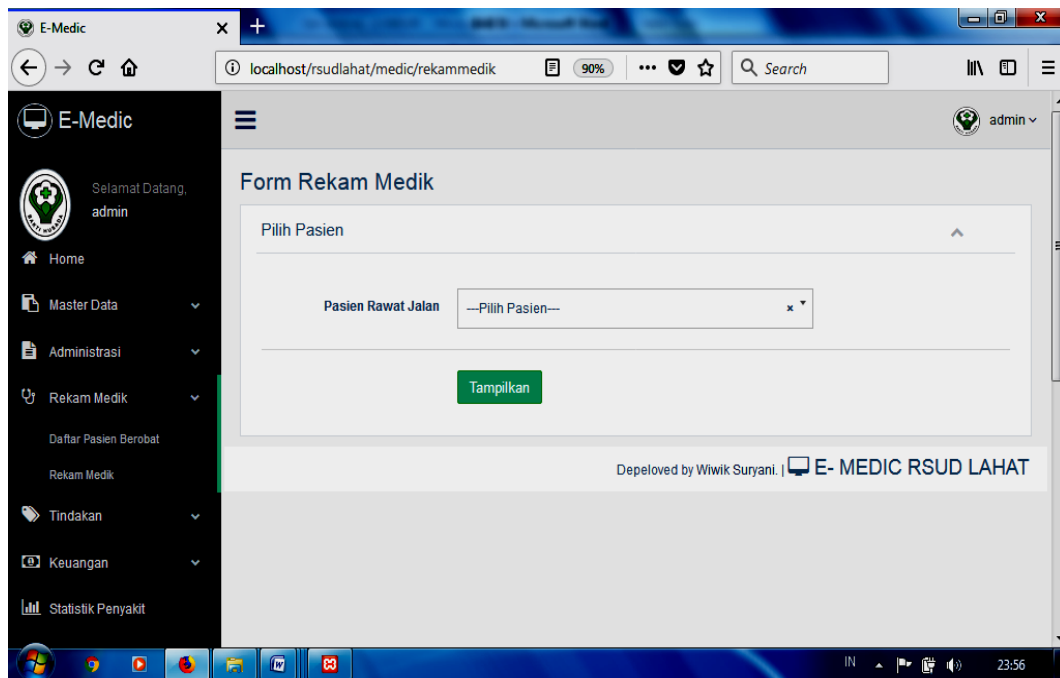 E-Medic
localhost/rsudlahat/medic/rekammedik
90%
Search
E-Medic
admin
Selamat Datang,
admin
Home
Master Data
Administrasi
Rekam Medik
Daftar Pasien Berobat
Rekam Medik
Tindakan
Keuangan
Statistik Penyakit
Form Rekam Medik
Pilih Pasien
Pasien Rawat Jalan
---Pilih Pasien---
Tampilkan
Depeloved by Wiwik Suryani. | E- MEDIC RSUD LAHAT
IN
23:56